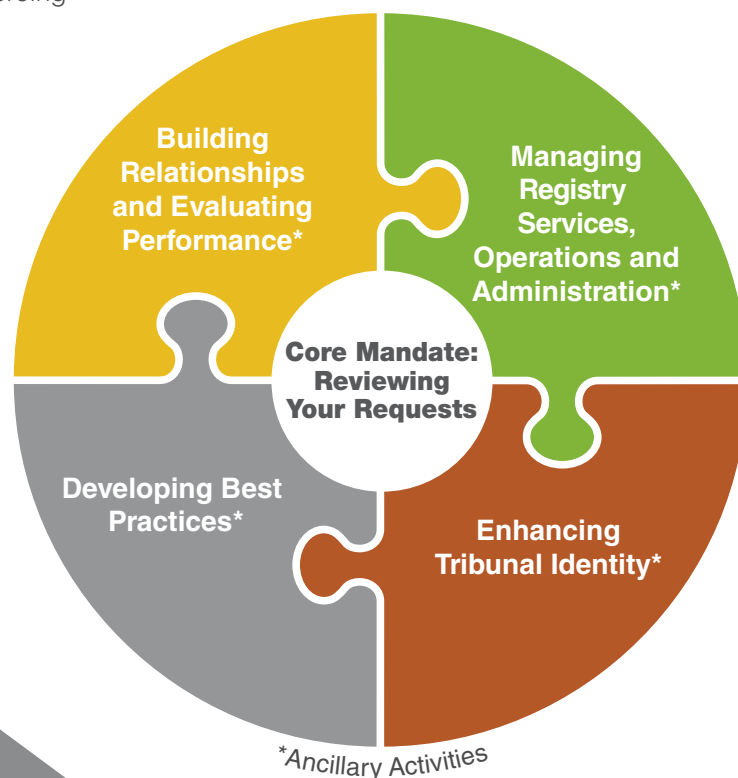 Building
Relationships
and Evaluating
Performance*
Managing
Registry
Services,
Operations and
Administration*
Core Mandate:
Reviewing
Your Requests
Developing Best
Practices*
Enhancing
Tribunal Identity*
*Ancillary Activities